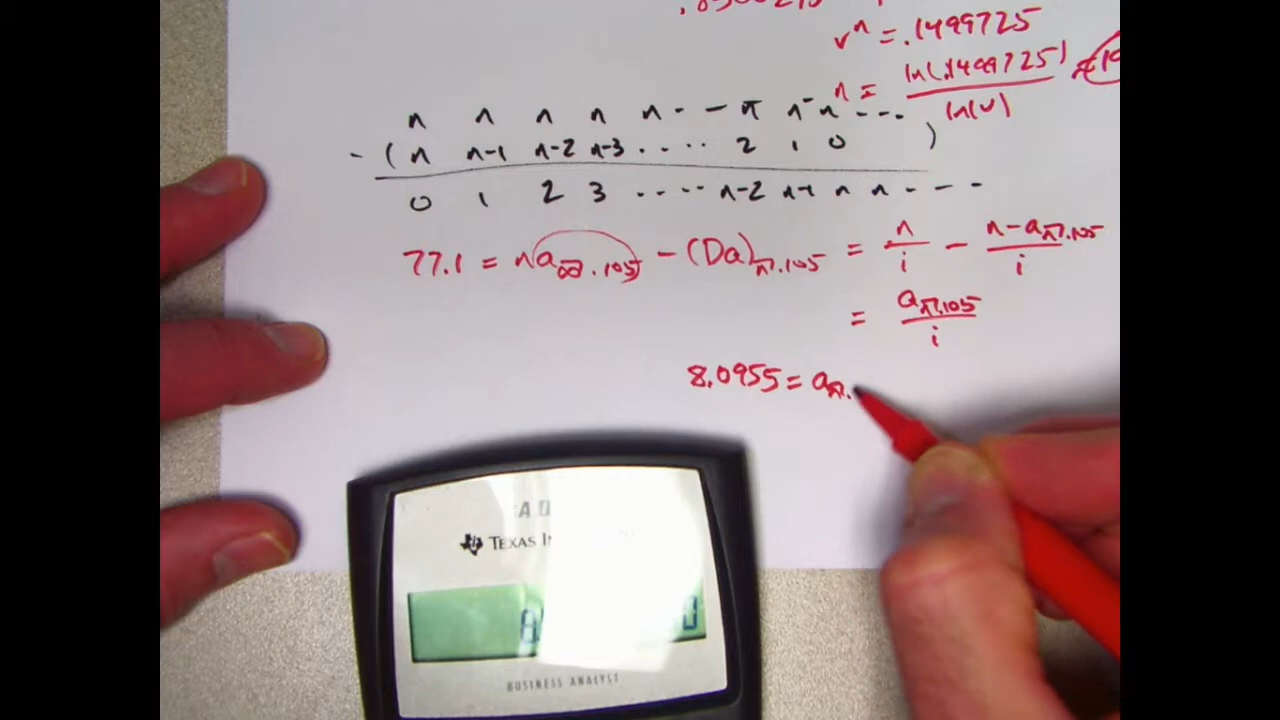 vⁿ = .1499725
n = ln(.1499725) / ln(v)
n n n n n - - - n n n ...
- ( n n-1 n-2 n-3 .... 2 1 0 )
0 1 2 3 .... n-2 n-1 n n - - -
77.1 = n a∞̅|.105 - (Da)n̅|.105 = n/i - (n - an̅|.105)/i
= an̅|.105 / i
8.0955 = an̅|.
TEXAS
BUSINESS ANALYST